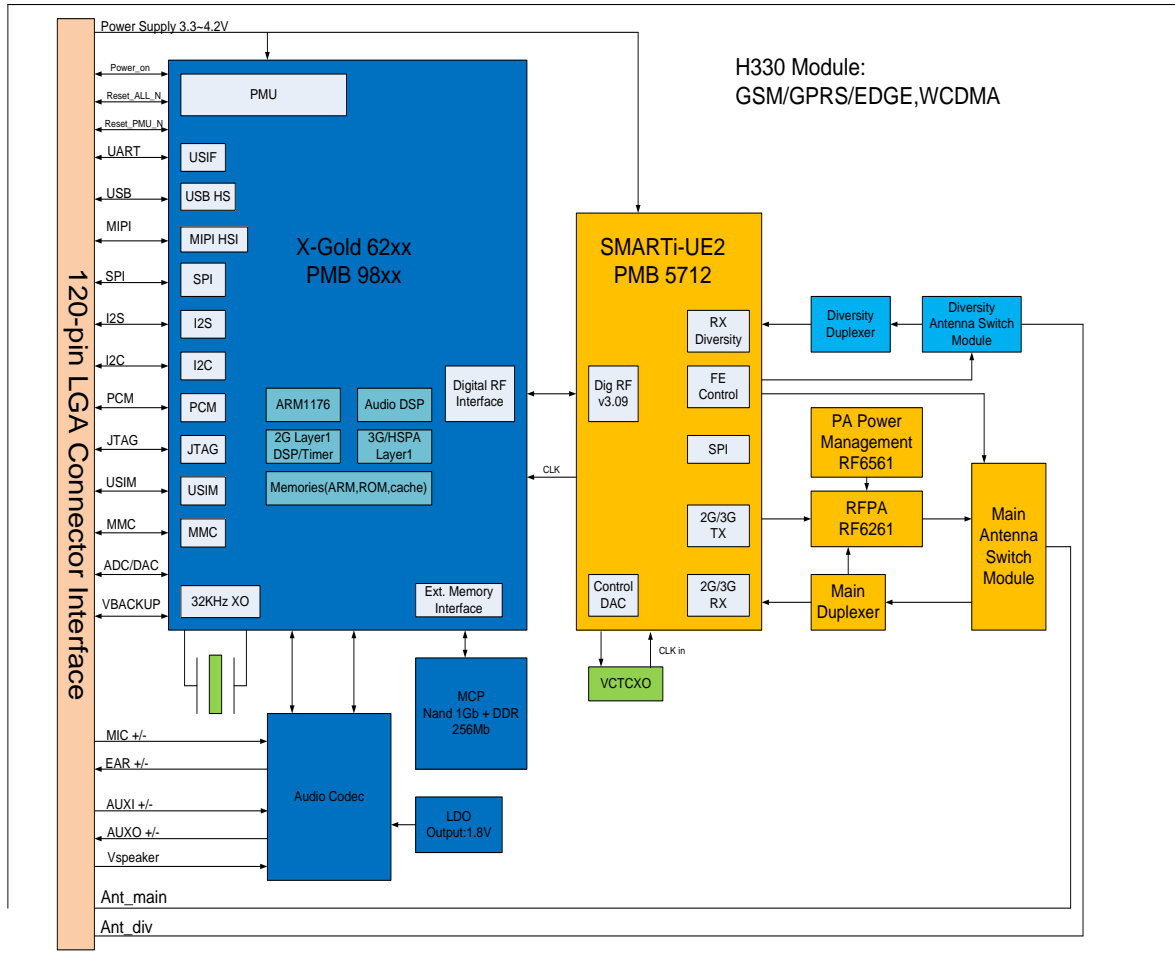 Power Supply 3.3~4.2V
H330 Module:
GSM/GPRS/EDGE,WCDMA
120-pin LGA Connector Interface
Power_on
Reset_ALL_N
Reset_PMU_N
UART
USB
MIPI
SPI
I2S
I2C
PCM
JTAG
USIM
MMC
ADC/DAC
VBACKUP
PMU
USIF
USB HS
MIPI HSI
SPI
I2S
I2C
PCM
JTAG
USIM
MMC
32KHz XO
X-Gold 62xx
PMB 98xx
ARM1176
Audio DSP
2G Layer1
DSP/Timer
3G/HSPA
Layer1
Memories(ARM,ROM,cache)
Digital RF
Interface
Ext. Memory
Interface
CLK
SMARTi-UE2
PMB 5712
RX
Diversity
Dig RF
v3.09
FE
Control
SPI
2G/3G
TX
Control
DAC
2G/3G
RX
CLK in
VCTCXO
Diversity
Duplexer
Diversity
Antenna Switch
Module
PA Power
Management
RF6561
RFPA
RF6261
Main
Duplexer
Main
Antenna
Switch
Module
MCP
Nand 1Gb + DDR
256Mb
Audio Codec
LDO
Output:1.8V
MIC +/-
EAR +/-
AUXI +/-
AUXO +/-
Vspeaker
Ant_main
Ant_div